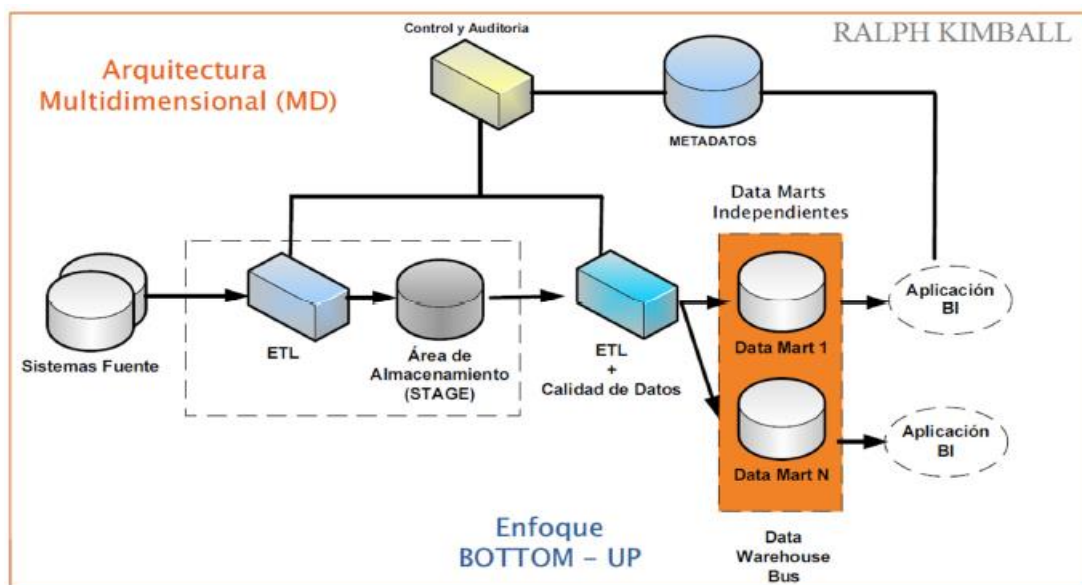 Control y Auditoria
RALPH KIMBALL
Arquitectura
Multidimensional (MD)
METADATOS
Data Marts
Independientes
Sistemas Fuente
ETL
Área de
Almacenamiento
(STAGE)
ETL
+
Calidad de Datos
Data Mart 1
Aplicación
BI
Data Mart N
Aplicación
BI
Enfoque
BOTTOM – UP
Data
Warehouse
Bus